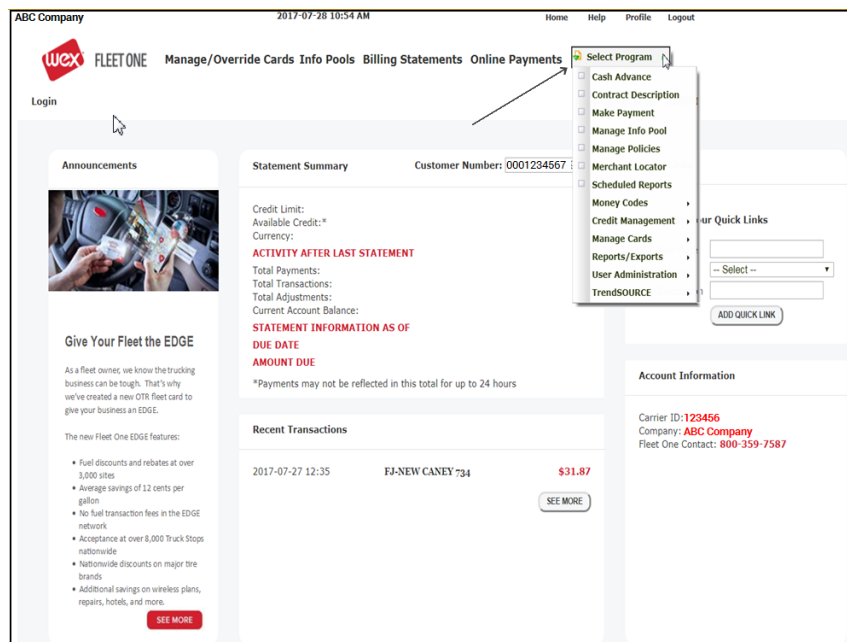 ABC Company
2017-07-28 10:54 AM
Home Help Profile Logout
wex FLEET ONE
Manage/Override Cards Info Pools Billing Statements Online Payments Select Program
Login
Cash Advance
Contract Description
Make Payment
Manage Info Pool
Manage Policies
Merchant Locator
Scheduled Reports
Money Codes
Credit Management
Manage Cards
Reports/Exports
User Administration
TrendSOURCE
Announcements
Give Your Fleet the EDGE
As a fleet owner, we know the trucking
business can be tough. That's why
we've created a new OTR fleet card to
give your business an EDGE.
The new Fleet One EDGE features:
• Fuel discounts and rebates at over
3,000 sites
• Average savings of 12 cents per
gallon
• No fuel transaction fees in the EDGE
network
• Acceptance at over 8,000 Truck Stops
nationwide
• Nationwide discounts on major tire
brands
• Additional savings on wireless plans,
repairs, hotels, and more.
SEE MORE
Statement Summary Customer Number: 0001234567
Credit Limit:
Available Credit:*
Currency:
ACTIVITY AFTER LAST STATEMENT
Total Payments:
Total Transactions:
Total Adjustments:
Current Account Balance:
STATEMENT INFORMATION AS OF
DUE DATE
AMOUNT DUE
*Payments may not be reflected in this total for up to 24 hours
Recent Transactions
2017-07-27 12:35 FJ-NEW CANEY 734 $31.87
SEE MORE
Quick Links
-- Select --
ADD QUICK LINK
Account Information
Carrier ID:123456
Company: ABC Company
Fleet One Contact: 800-359-7587